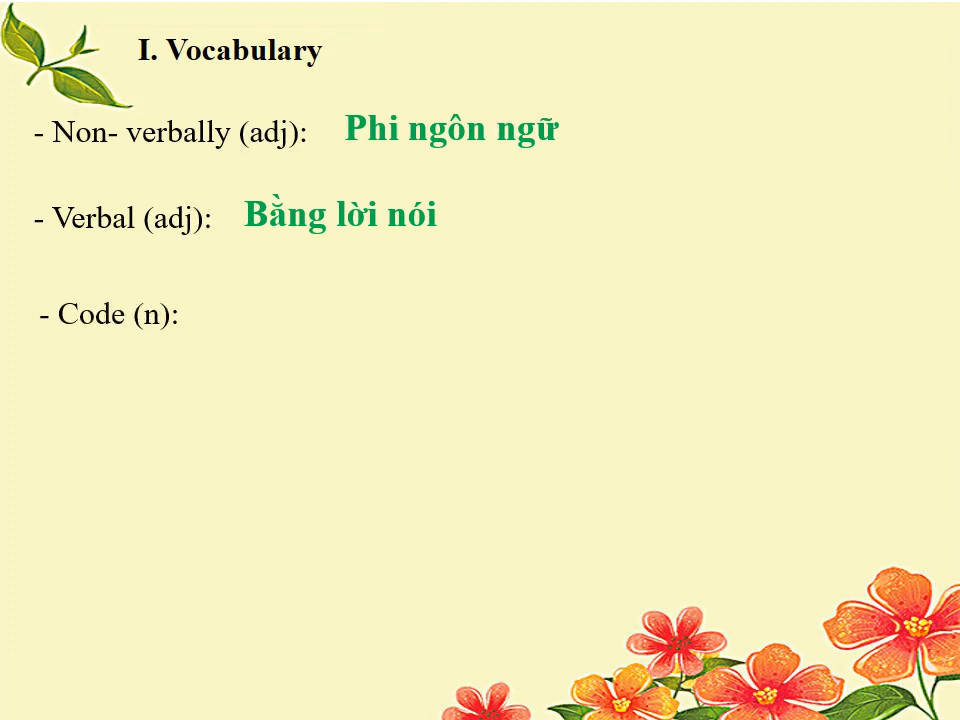 I. Vocabulary
- Non- verbally (adj): Phi ngôn ngữ
- Verbal (adj): Bằng lời nói
- Code (n):